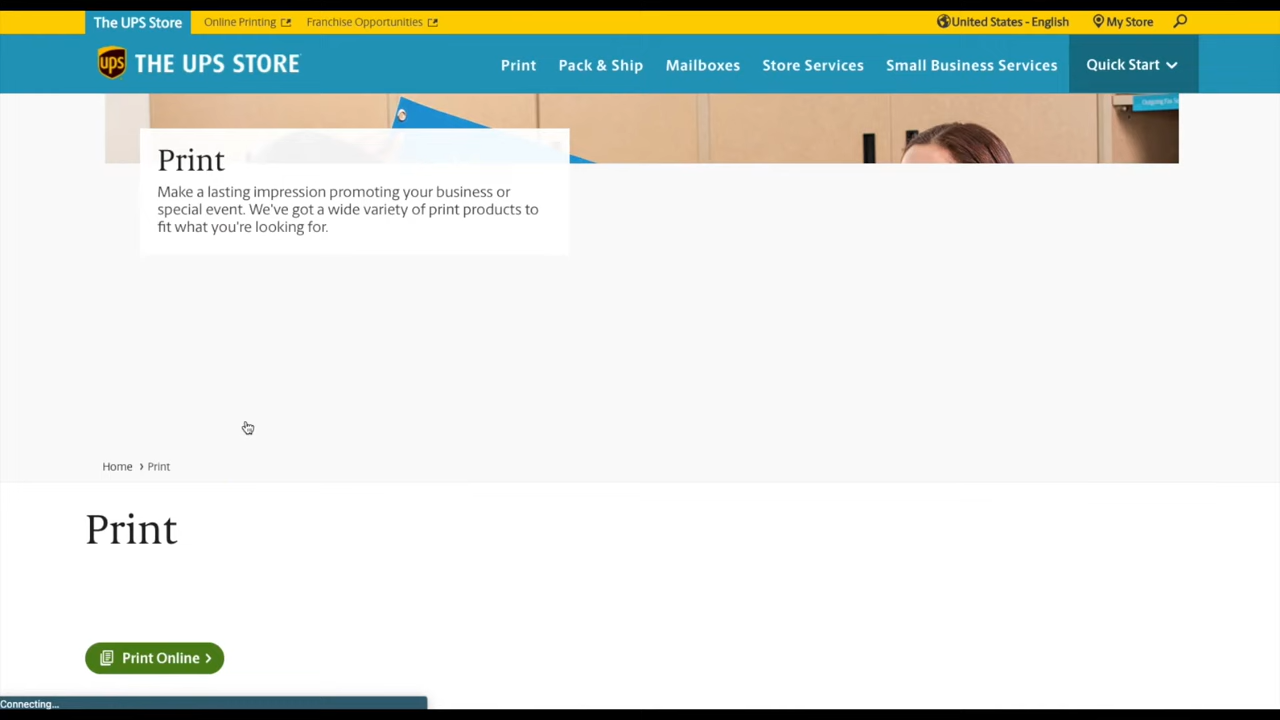 The UPS Store
Online Printing
Franchise Opportunities
United States - English
My Store
ups
THE UPS STORE
Print
Pack & Ship
Mailboxes
Store Services
Small Business Services
Quick Start
Print
Make a lasting impression promoting your business or
special event. We've got a wide variety of print products to
fit what you're looking for.
Home › Print
Print
Print Online ›
Connecting...